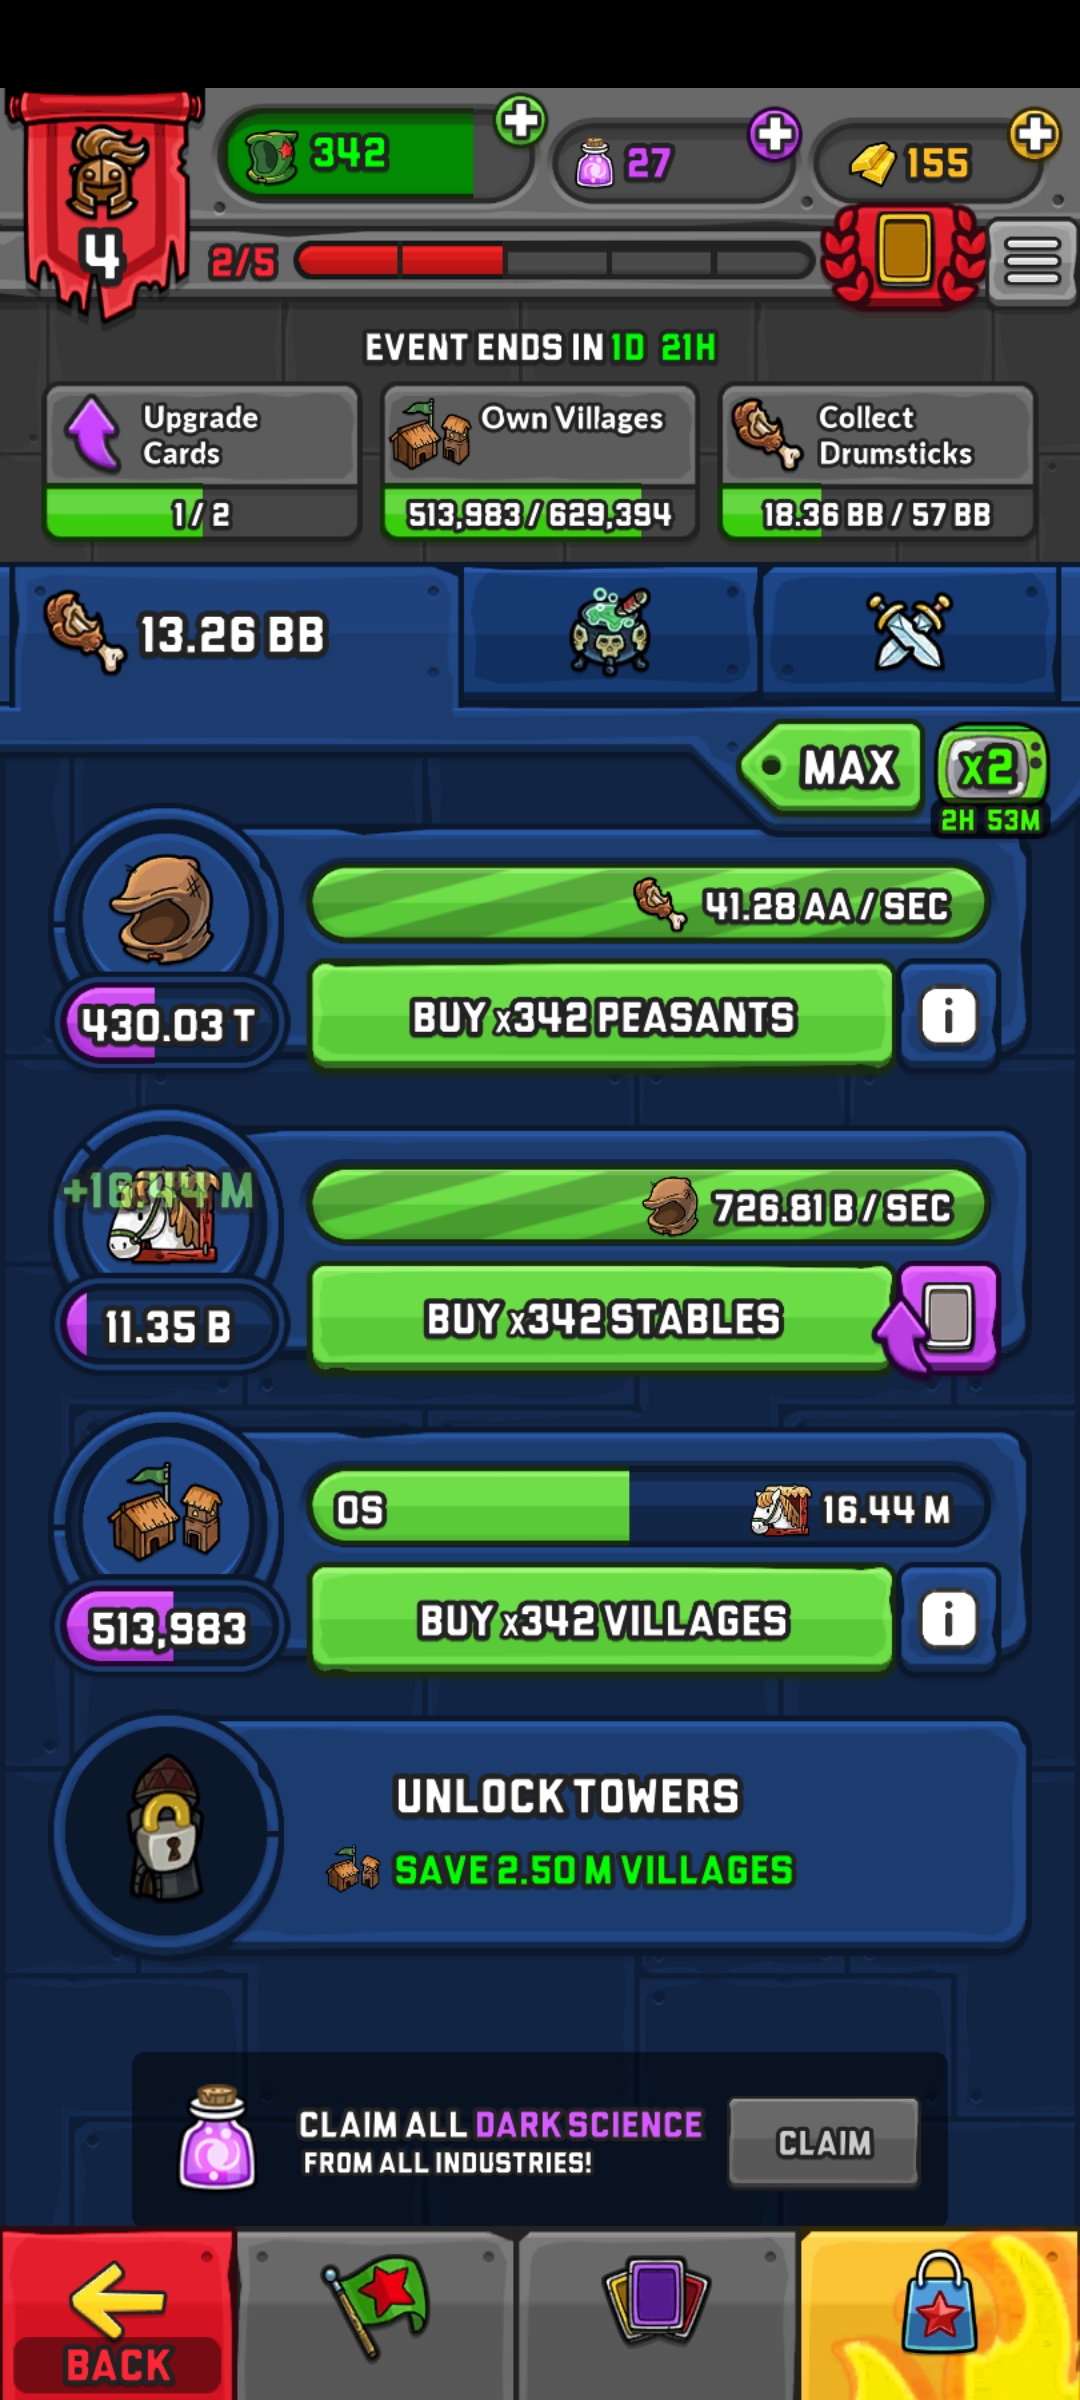 342
27
155
4
2/5
EVENT ENDS IN 1D 21H
Upgrade
Cards
1/2
Own Villages
513,983/629,394
Collect
Drumsticks
18.36 BB/57 BB
13.26 BB
MAX
x2
2H 53M
41.28 AA/SEC
BUY x342 PEASANTS
i
430.03 T
+16.44 M
726.81 B/SEC
BUY x342 STABLES
11.35 B
0S
16.44 M
BUY x342 VILLAGES
i
513,983
UNLOCK TOWERS
SAVE 2.50 M VILLAGES
CLAIM ALL DARK SCIENCE
FROM ALL INDUSTRIES!
CLAIM
BACK